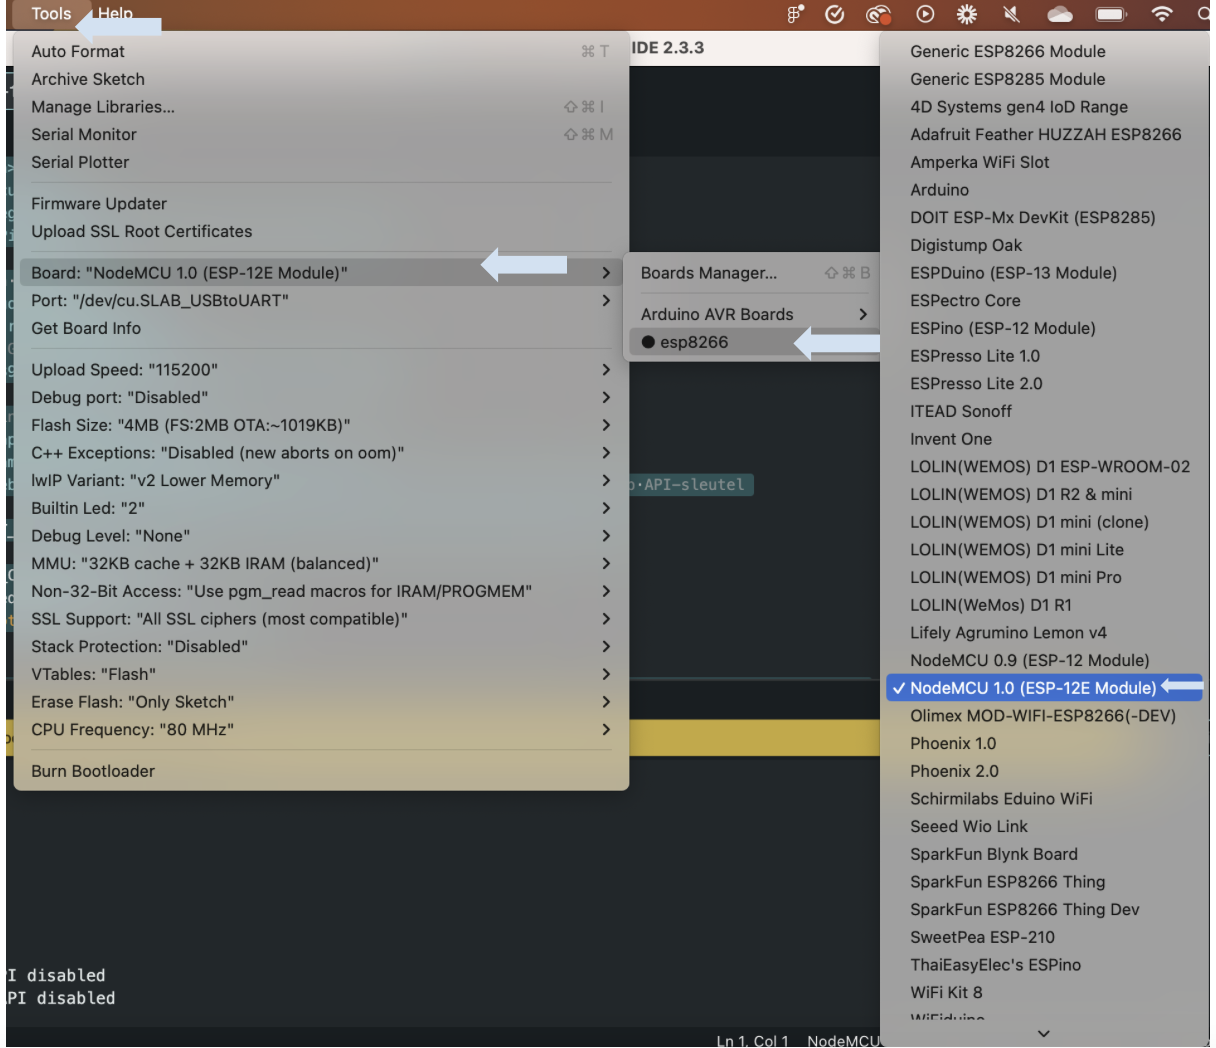 Tools Help
IDE 2.3.3
Auto Format ⌘ T
Archive Sketch
Manage Libraries... ⇧ ⌘ I
Serial Monitor ⇧ ⌘ M
Serial Plotter
Firmware Updater
Upload SSL Root Certificates
Board: "NodeMCU 1.0 (ESP-12E Module)"
Port: "/dev/cu.SLAB_USBtoUART"
Get Board Info
Upload Speed: "115200"
Debug port: "Disabled"
Flash Size: "4MB (FS:2MB OTA:~1019KB)"
C++ Exceptions: "Disabled (new aborts on oom)"
lwIP Variant: "v2 Lower Memory"
Builtin Led: "2"
Debug Level: "None"
MMU: "32KB cache + 32KB IRAM (balanced)"
Non-32-Bit Access: "Use pgm_read macros for IRAM/PROGMEM"
SSL Support: "All SSL ciphers (most compatible)"
Stack Protection: "Disabled"
VTables: "Flash"
Erase Flash: "Only Sketch"
CPU Frequency: "80 MHz"
Burn Bootloader
Boards Manager... ⇧ ⌘ B
Arduino AVR Boards
esp8266
API-sleutel
Generic ESP8266 Module
Generic ESP8285 Module
4D Systems gen4 IoD Range
Adafruit Feather HUZZAH ESP8266
Amperka WiFi Slot
Arduino
DOIT ESP-Mx DevKit (ESP8285)
Digistump Oak
ESPDuino (ESP-13 Module)
ESPectro Core
ESPino (ESP-12 Module)
ESPresso Lite 1.0
ESPresso Lite 2.0
ITEAD Sonoff
Invent One
LOLIN(WEMOS) D1 ESP-WROOM-02
LOLIN(WEMOS) D1 R2 & mini
LOLIN(WEMOS) D1 mini (clone)
LOLIN(WEMOS) D1 mini Lite
LOLIN(WEMOS) D1 mini Pro
LOLIN(WeMos) D1 R1
Lifely Agrumino Lemon v4
NodeMCU 0.9 (ESP-12 Module)
✓ NodeMCU 1.0 (ESP-12E Module)
Olimex MOD-WIFI-ESP8266(-DEV)
Phoenix 1.0
Phoenix 2.0
Schirmilabs Eduino WiFi
Seeed Wio Link
SparkFun Blynk Board
SparkFun ESP8266 Thing
SparkFun ESP8266 Thing Dev
SweetPea ESP-210
ThaiEasyElec's ESPino
WiFi Kit 8
WiFiduino
PI disabled
API disabled
Ln 1, Col 1 NodeMCU